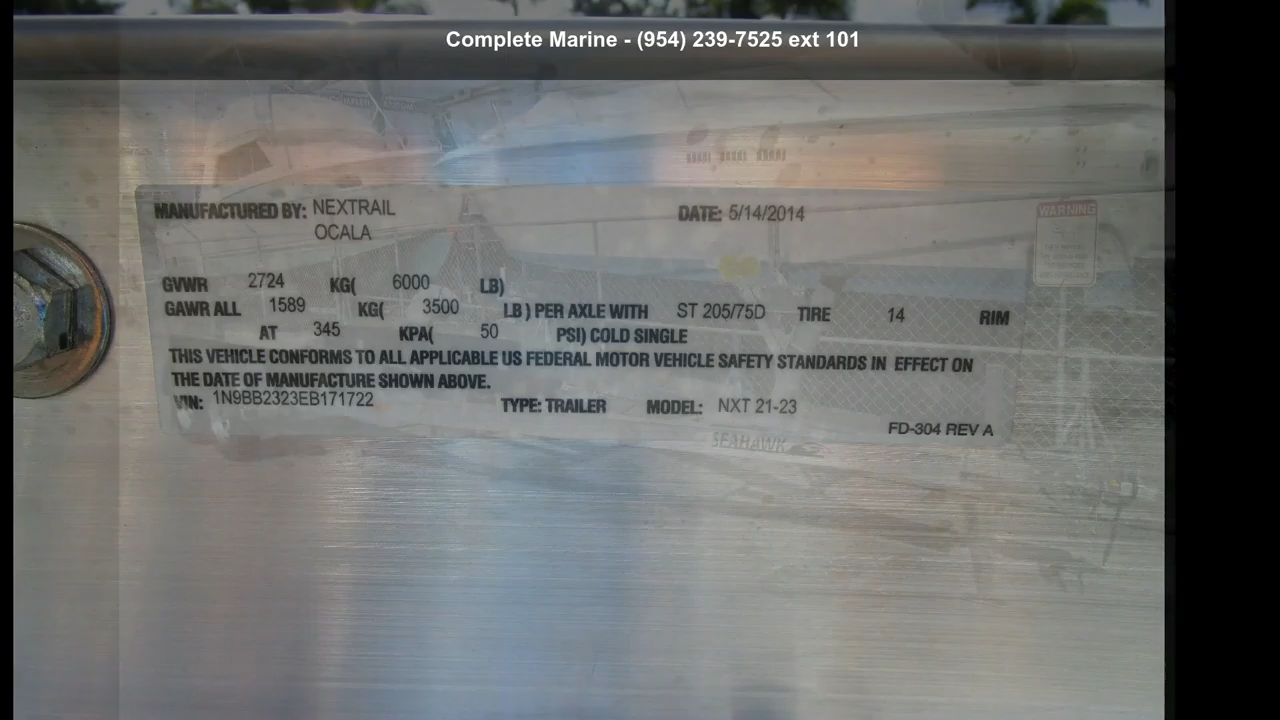 Complete Marine - (954) 239-7525 ext 101
MANUFACTURED BY: NEXTRAIL DATE: 5/14/2014
OCALA
WARNING
GVWR 2724 KG( 6000 LB)
GAWR ALL 1589 KG( 3500 LB ) PER AXLE WITH ST 205/75D TIRE 14 RIM
AT 345 KPA( 50 PSI) COLD SINGLE
THIS VEHICLE CONFORMS TO ALL APPLICABLE US FEDERAL MOTOR VEHICLE SAFETY STANDARDS IN EFFECT ON
THE DATE OF MANUFACTURE SHOWN ABOVE.
VIN: 1N9BB2323EB171722 TYPE: TRAILER MODEL: NXT 21-23
FD-304 REV A
SEAHAWK